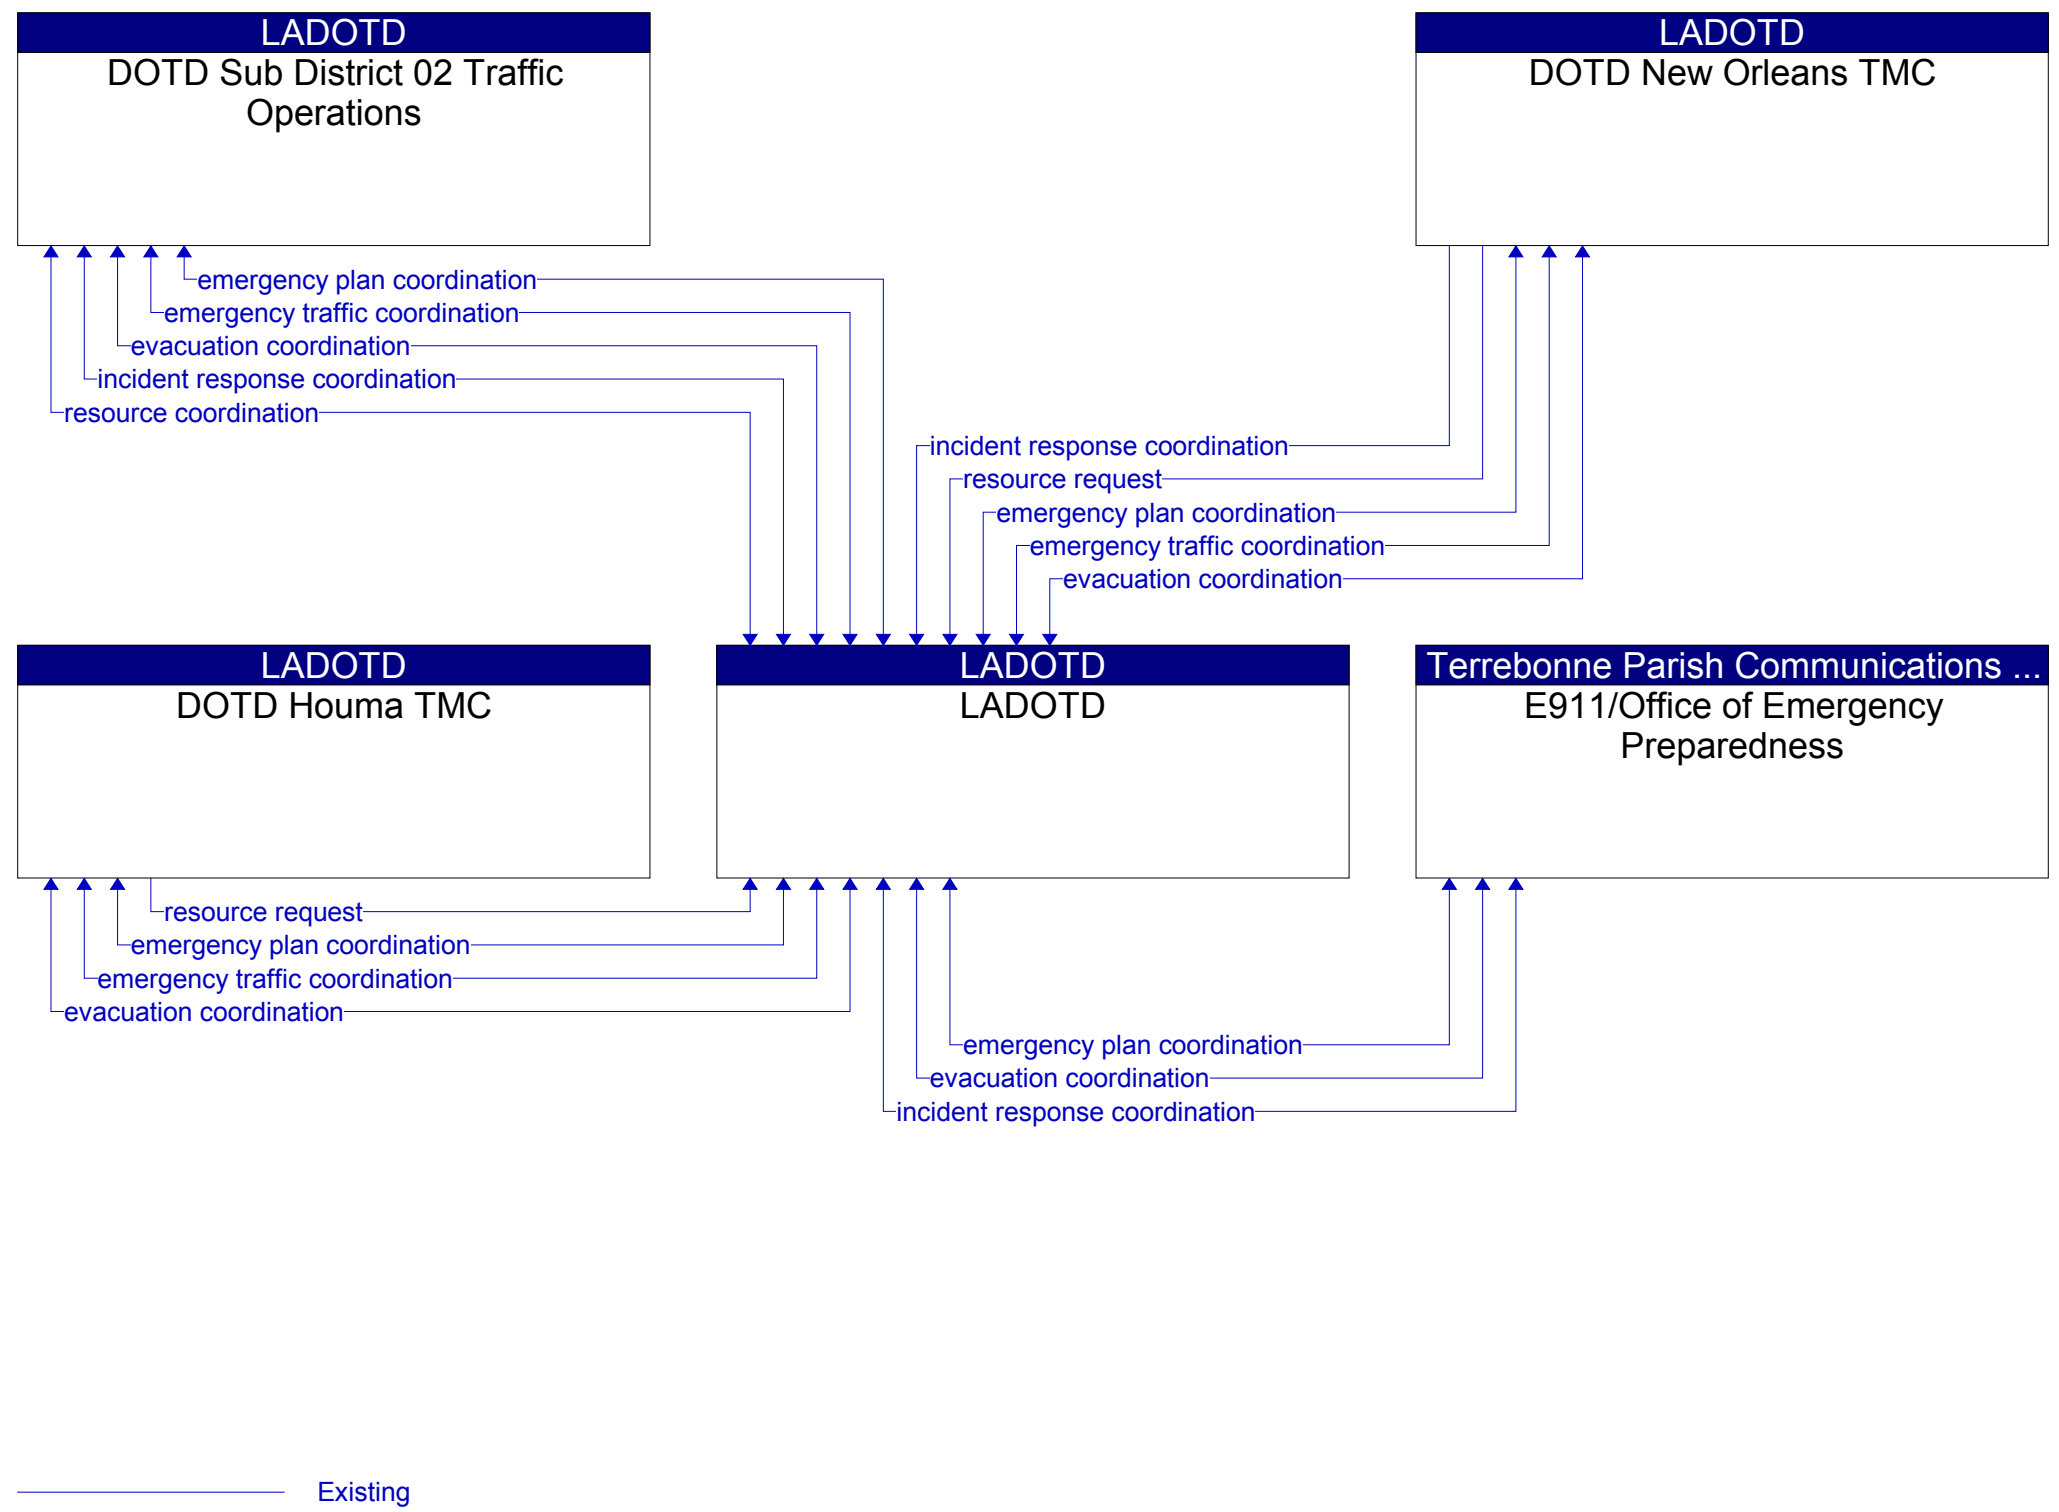 LADOTD
DOTD Sub District 02 Traffic
Operations
LADOTD
DOTD New Orleans TMC
emergency plan coordination
emergency traffic coordination
evacuation coordination
incident response coordination
resource coordination
incident response coordination
resource request
emergency plan coordination
emergency traffic coordination
evacuation coordination
LADOTD
DOTD Houma TMC
LADOTD
LADOTD
Terrebonne Parish Communications ...
E911/Office of Emergency
Preparedness
resource request
emergency plan coordination
emergency traffic coordination
evacuation coordination
emergency plan coordination
evacuation coordination
incident response coordination
Existing